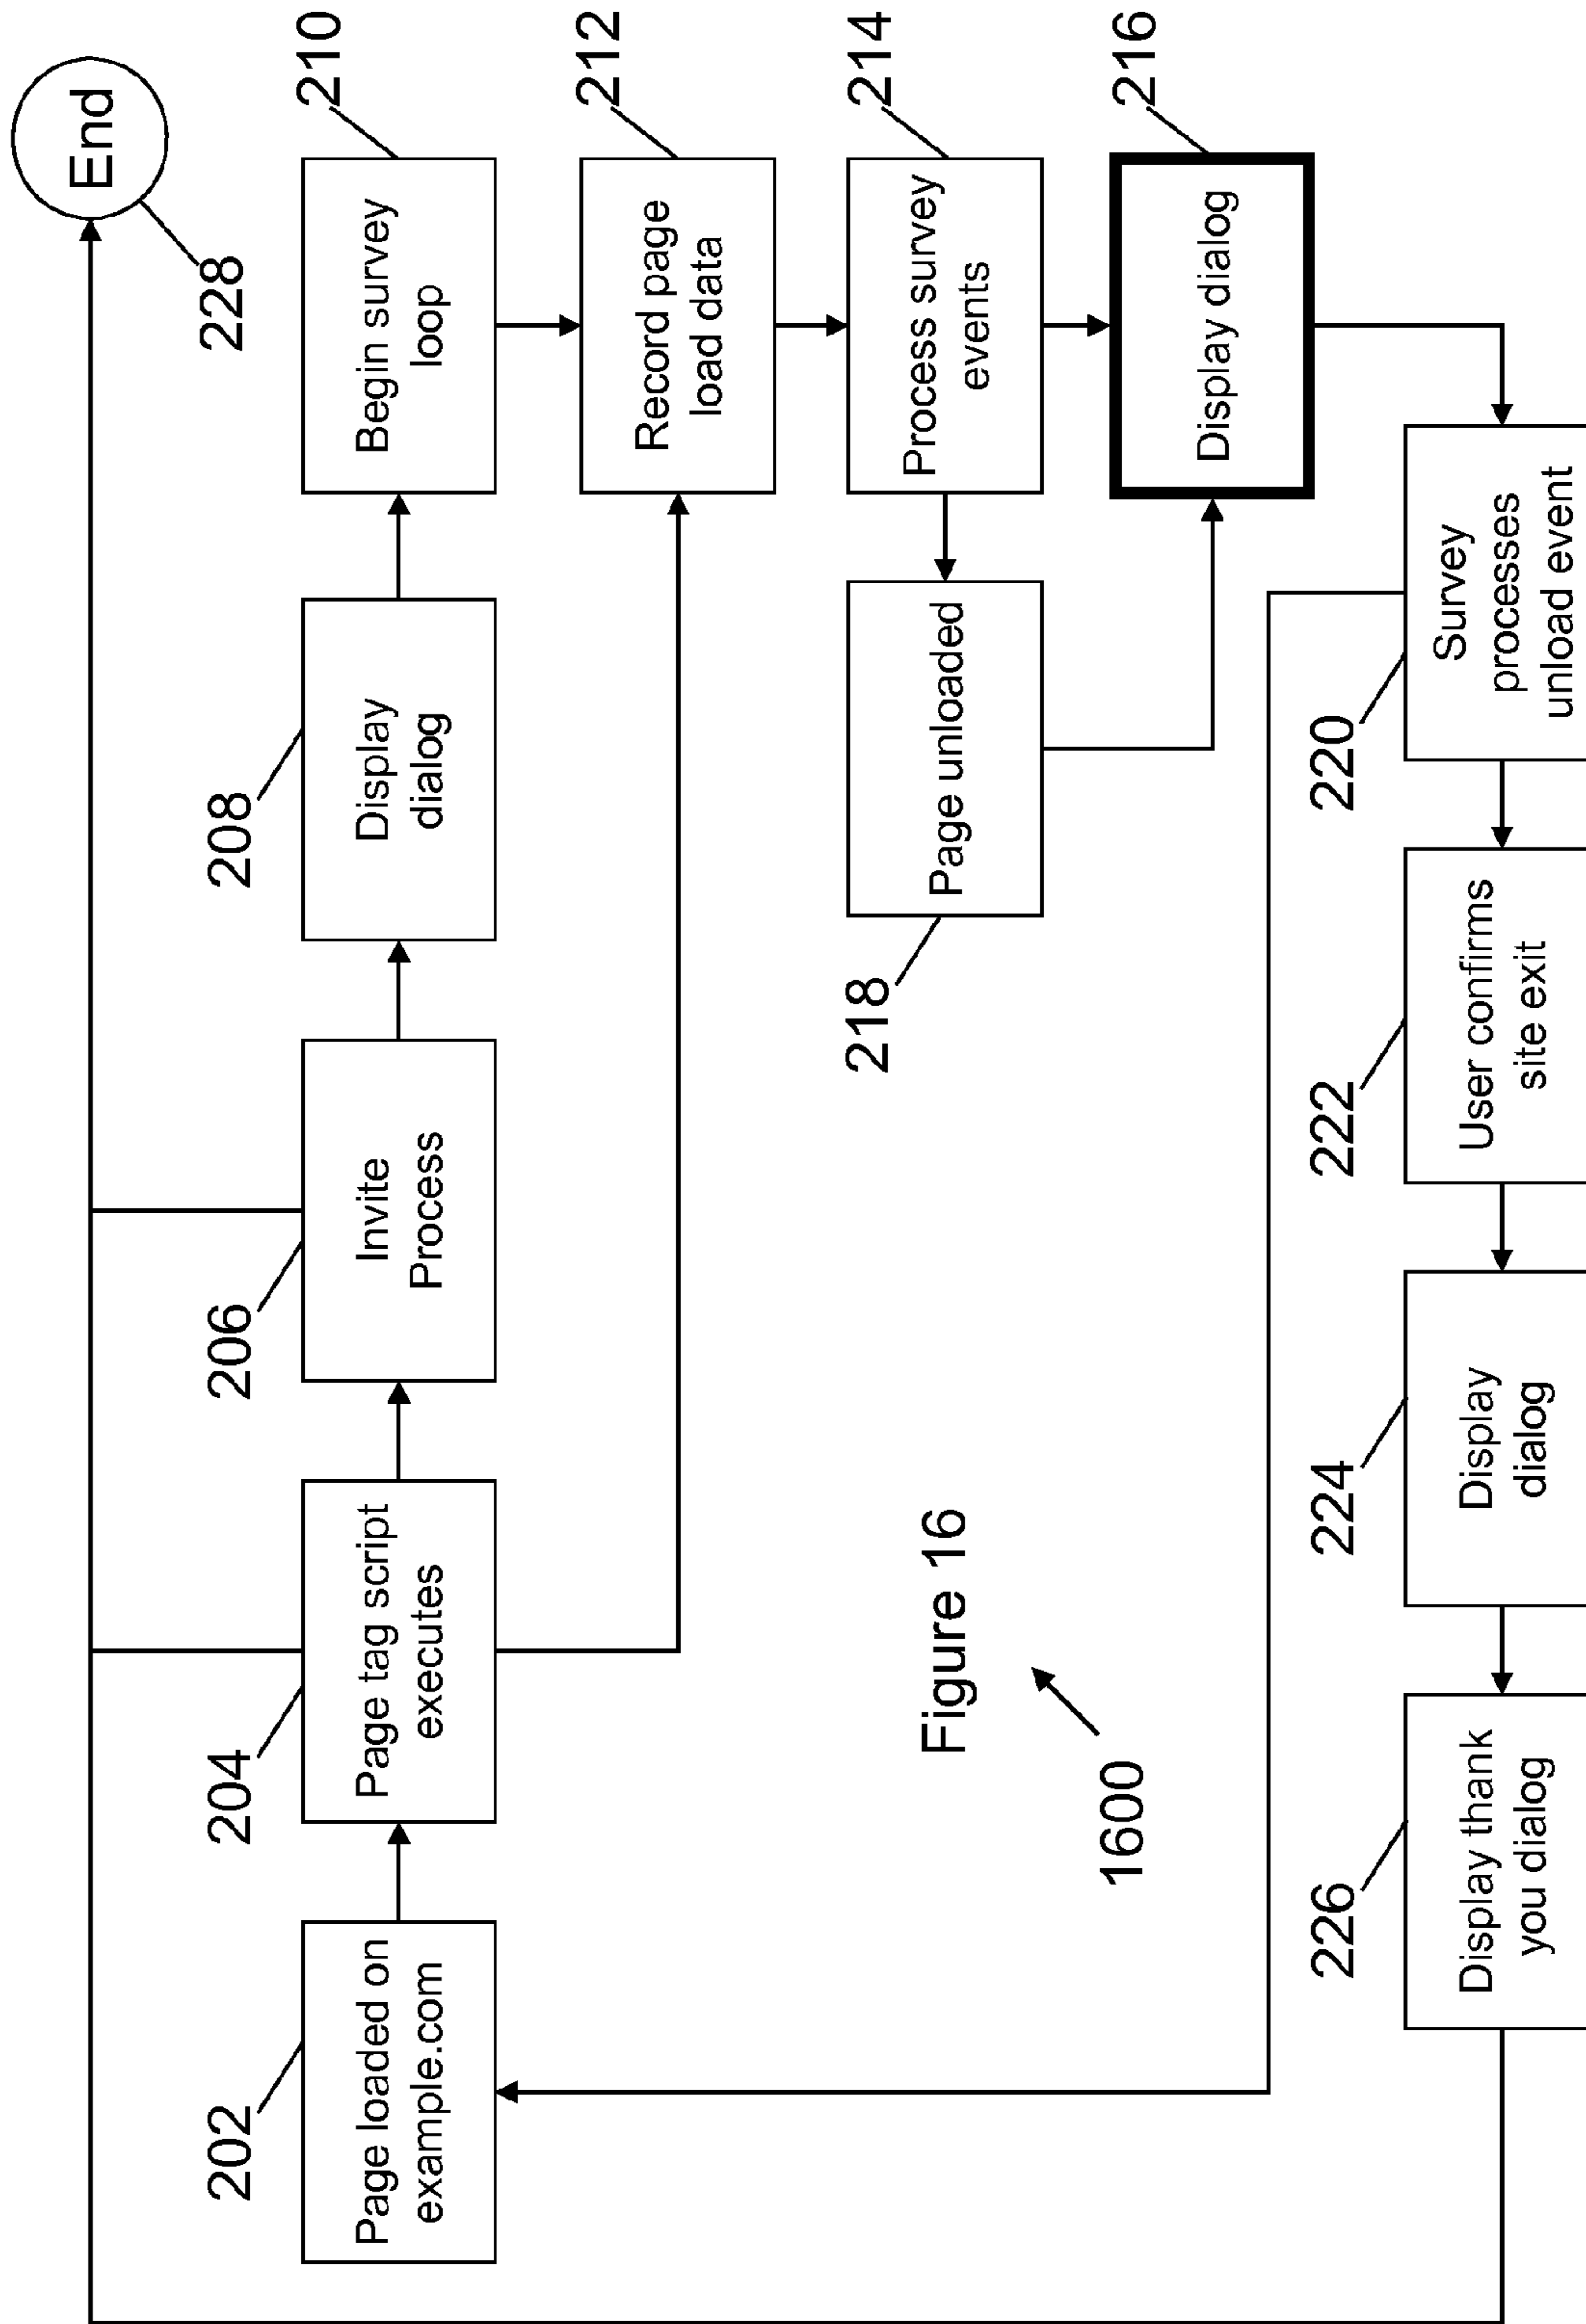 End
228
202
Page loaded on
example.com
204
Page tag script
executes
206
Invite
Process
208
Display
dialog
210
Begin survey
loop
212
Record page
load data
214
Process survey
events
216
Display dialog
218
Page unloaded
220
Survey
processes
unload event
222
User confirms
site exit
224
Display
dialog
226
Display thank
you dialog
Figure 16
1600